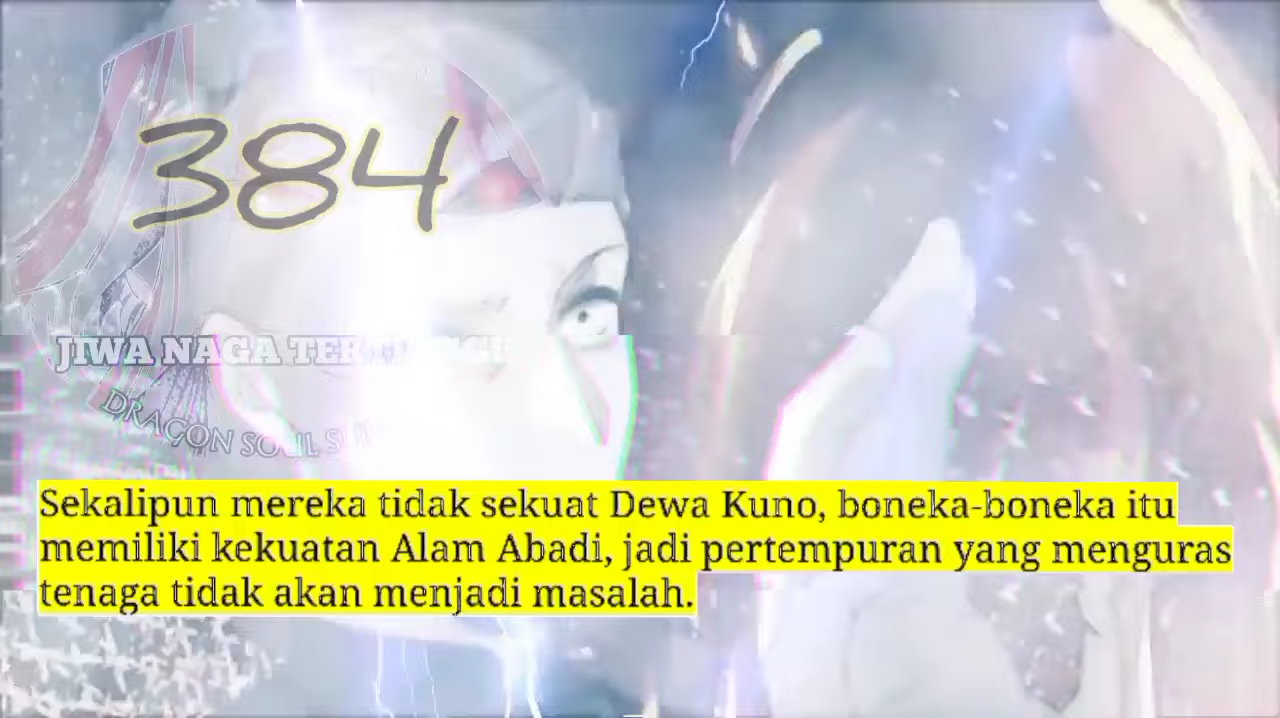 384
JIWA NAGA TERTINGGI
DRAGON SOUL
Sekalipun mereka tidak sekuat Dewa Kuno, boneka-boneka itu
memiliki kekuatan Alam Abadi, jadi pertempuran yang menguras
tenaga tidak akan menjadi masalah.